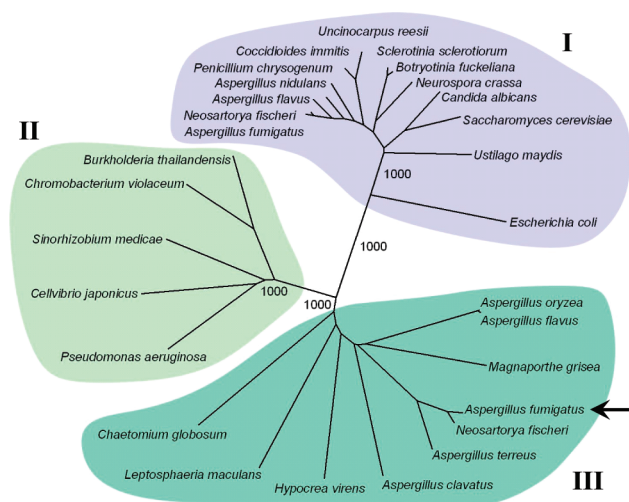 Uncinocarpus reesii
I
Coccidioides immitis
Sclerotinia sclerotiorum
Penicillium chrysogenum
Botryotinia fuckeliana
Aspergillus nidulans
Neurospora crassa
Aspergillus flavus
Candida albicans
Neosartorya fischeri
Saccharomyces cerevisiae
Aspergillus fumigatus
Ustilago maydis
1000
Escherichia coli
1000
II
Burkholderia thailandensis
Chromobacterium violaceum
Sinorhizobium medicae
Cellvibrio japonicus
1000
1000
Pseudomonas aeruginosa
Aspergillus oryzea
Aspergillus flavus
Magnaporthe grisea
Aspergillus fumigatus
Neosartorya fischeri
Chaetomium globosum
Aspergillus terreus
Leptosphaeria maculans
Hypocrea virens
Aspergillus clavatus
III